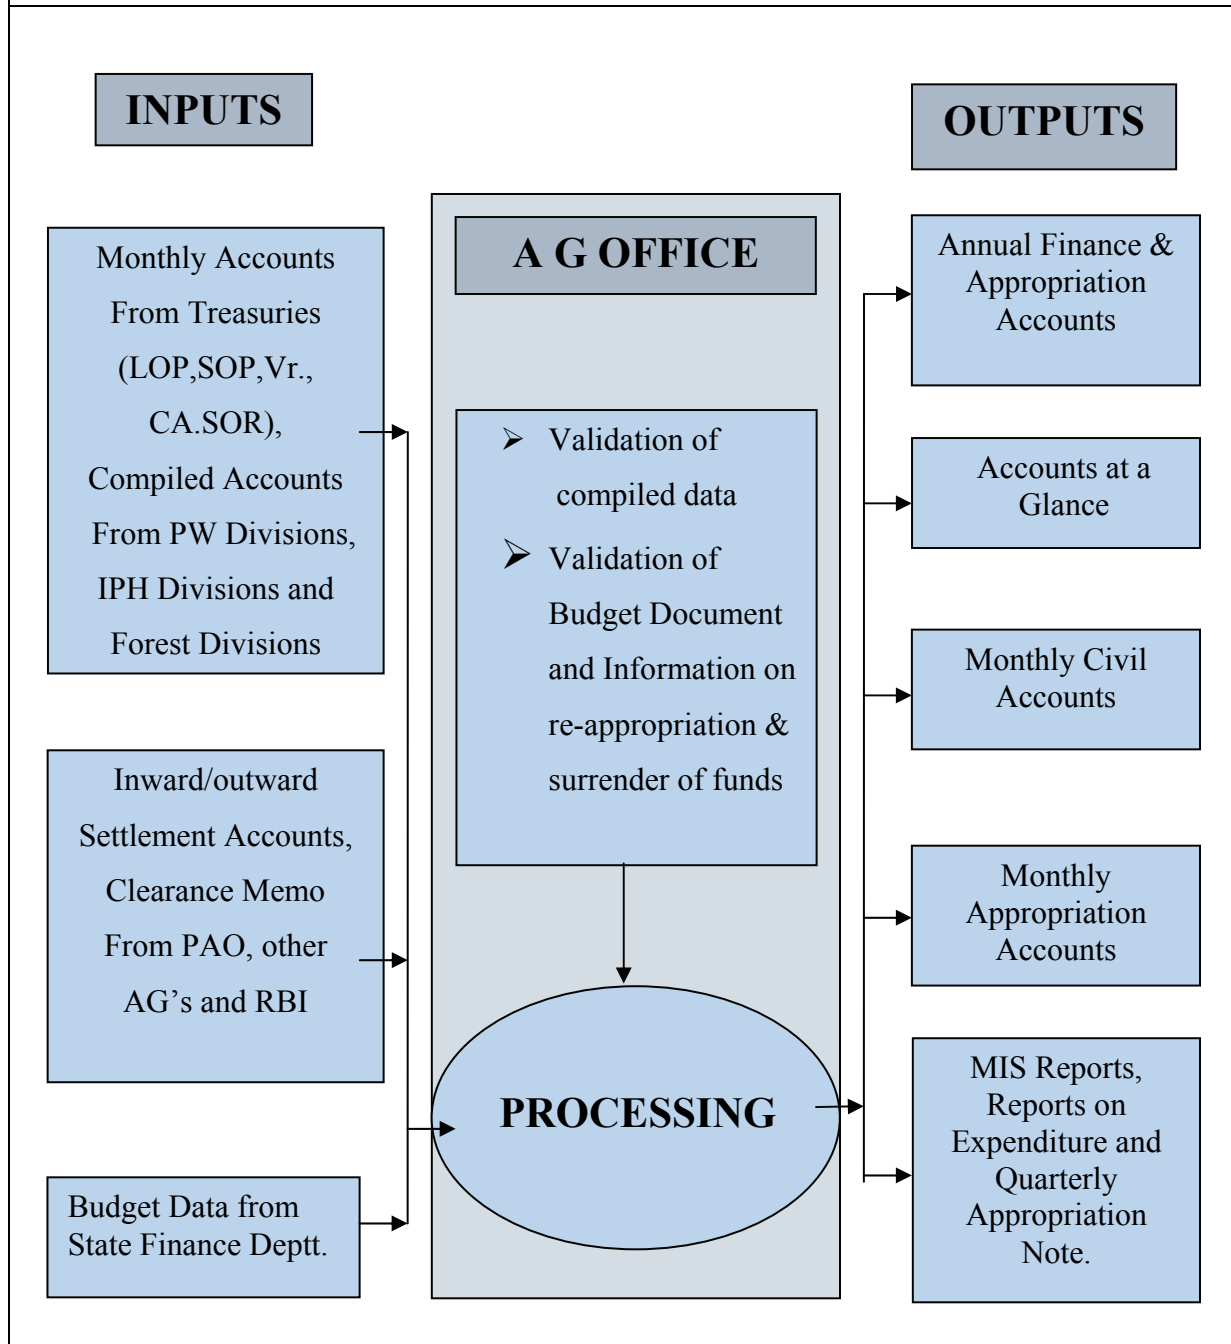 INPUTS
Monthly Accounts
From Treasuries
(LOP,SOP,Vr.,
CA.SOR),
Compiled Accounts
From PW Divisions,
IPH Divisions and
Forest Divisions
Inward/outward
Settlement Accounts,
Clearance Memo
From PAO, other
AG’s and RBI
Budget Data from
State Finance Deptt.
A G OFFICE
➢ Validation of
compiled data
➢ Validation of
Budget Document
and Information on
re-appropriation &
surrender of funds
PROCESSING
OUTPUTS
Annual Finance &
Appropriation
Accounts
Accounts at a
Glance
Monthly Civil
Accounts
Monthly
Appropriation
Accounts
MIS Reports,
Reports on
Expenditure and
Quarterly
Appropriation
Note.